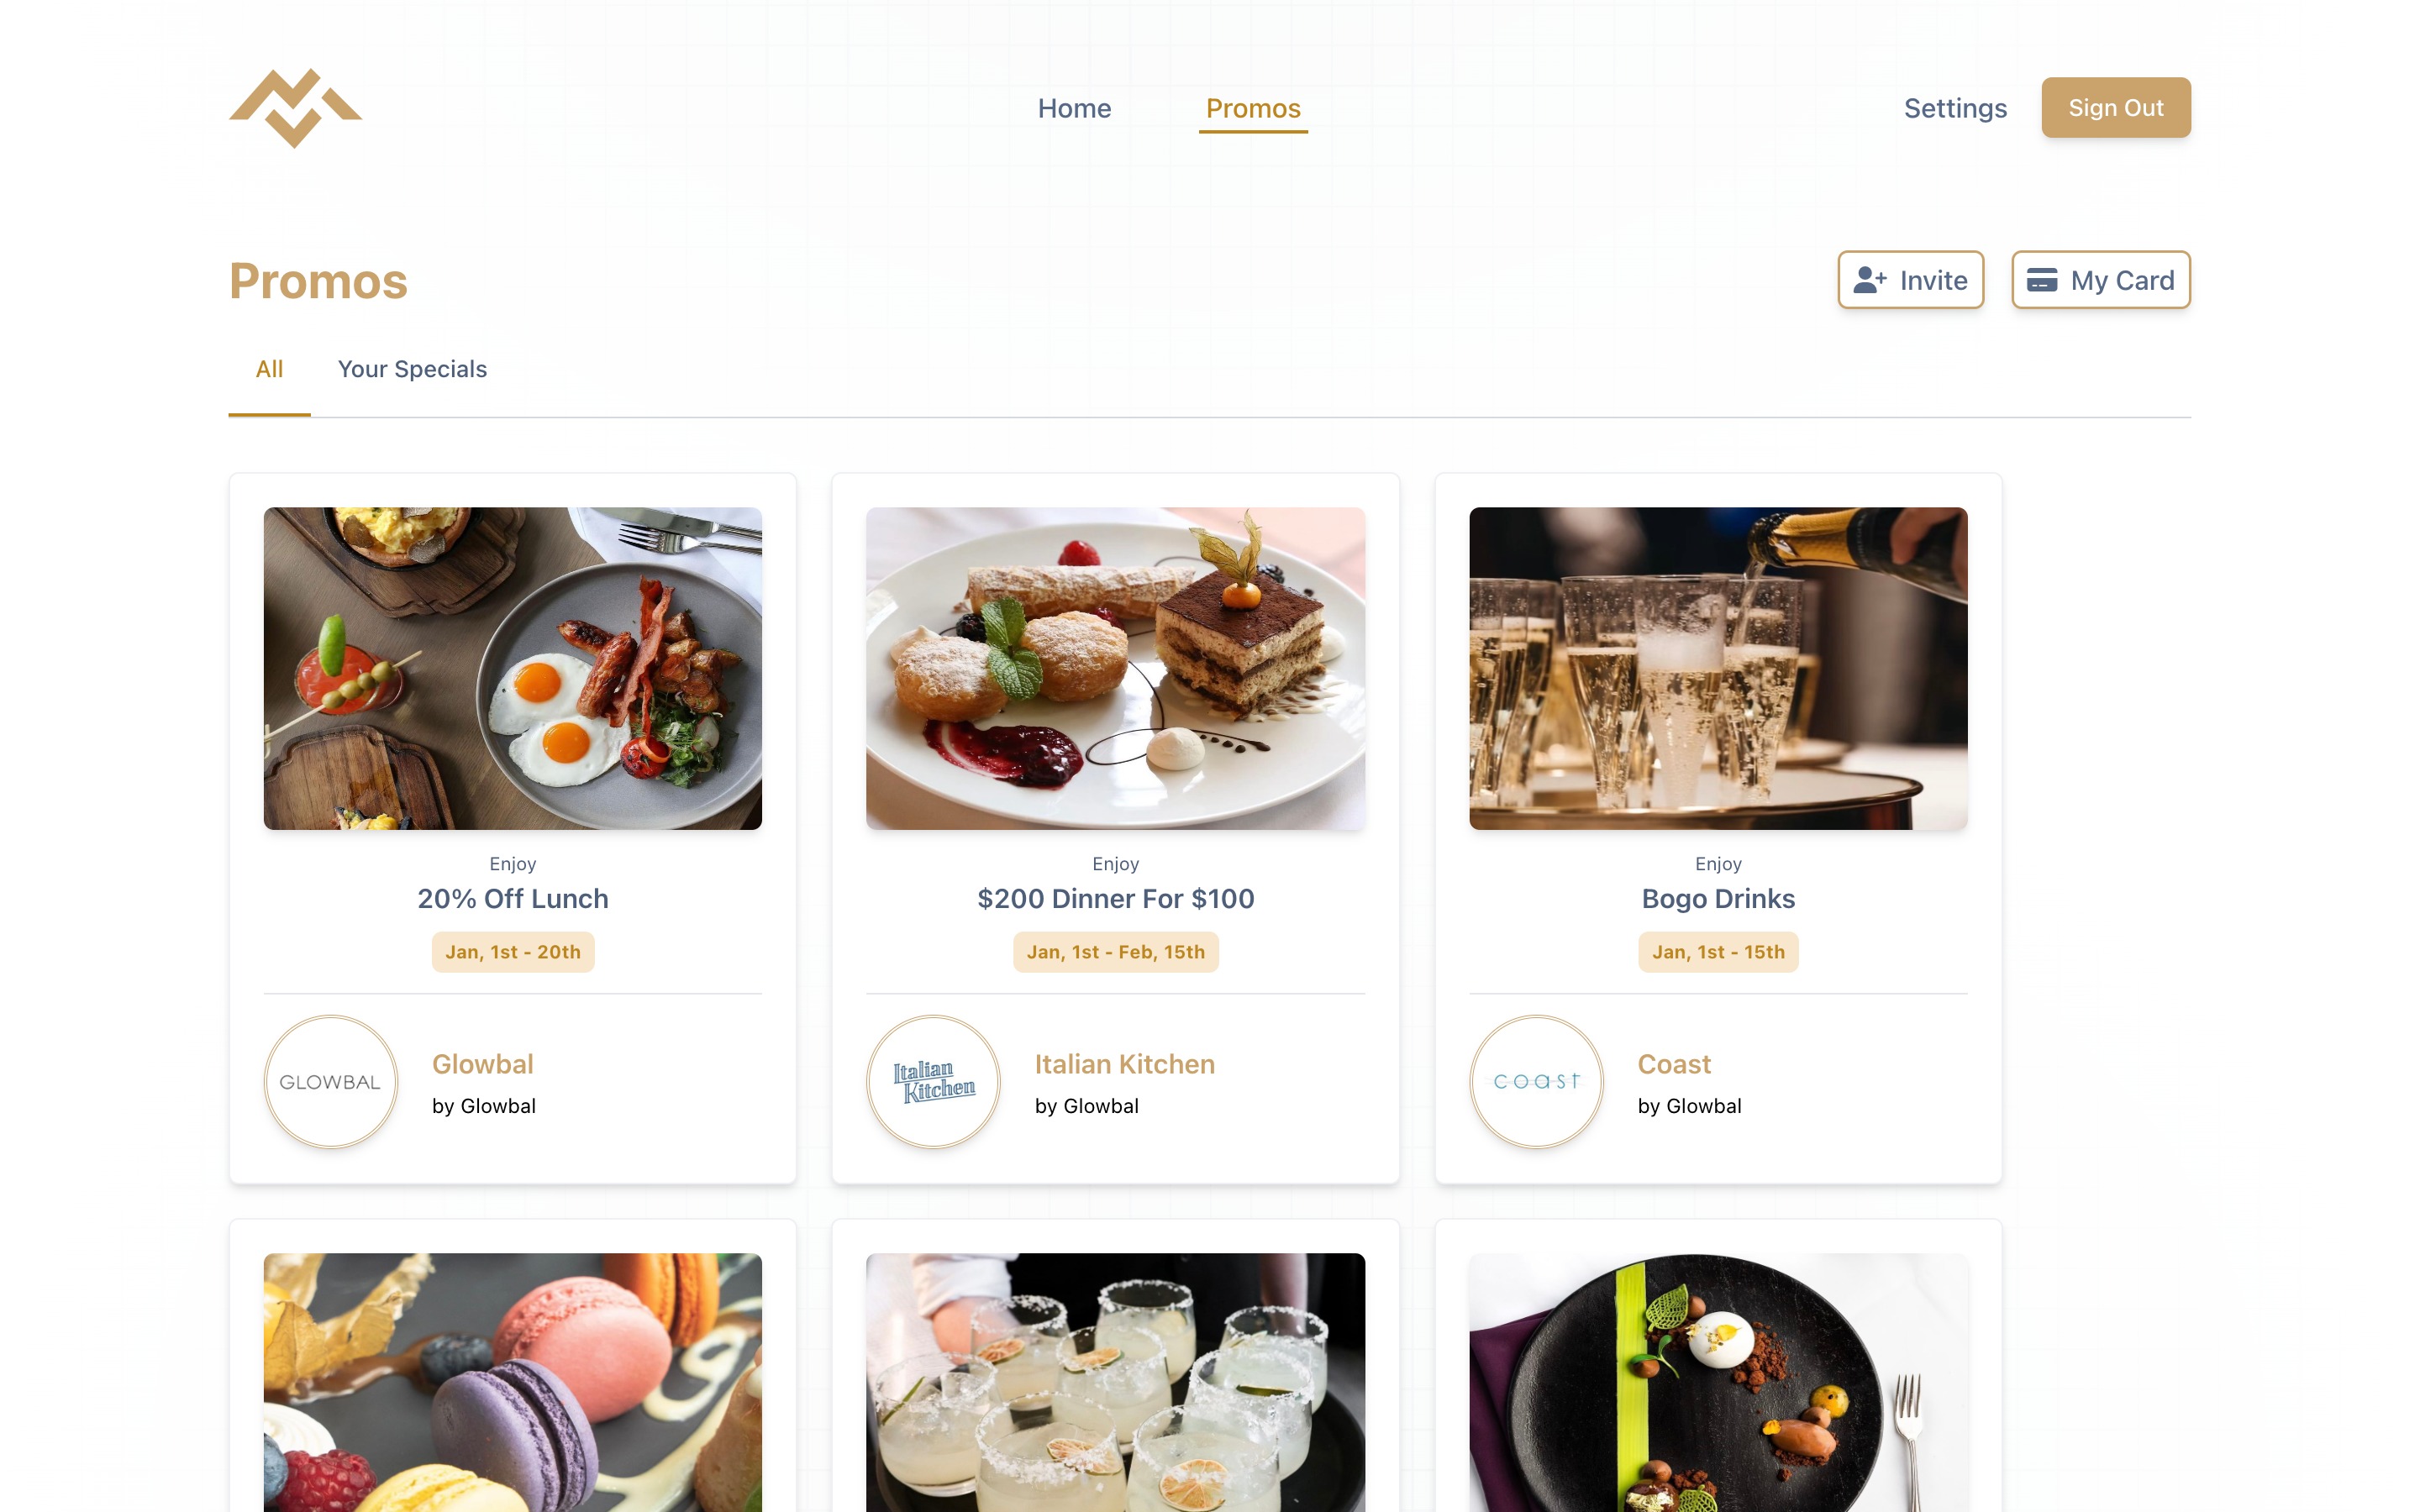 Home
Promos
Settings
Sign Out
Promos
Invite
My Card
All
Your Specials
Enjoy
20% Off Lunch
Jan, 1st - 20th
GLOWBAL
Glowbal
by Glowbal
Enjoy
$200 Dinner For $100
Jan, 1st - Feb, 15th
Italian
Kitchen
Italian Kitchen
by Glowbal
Enjoy
Bogo Drinks
Jan, 1st - 15th
coast
Coast
by Glowbal